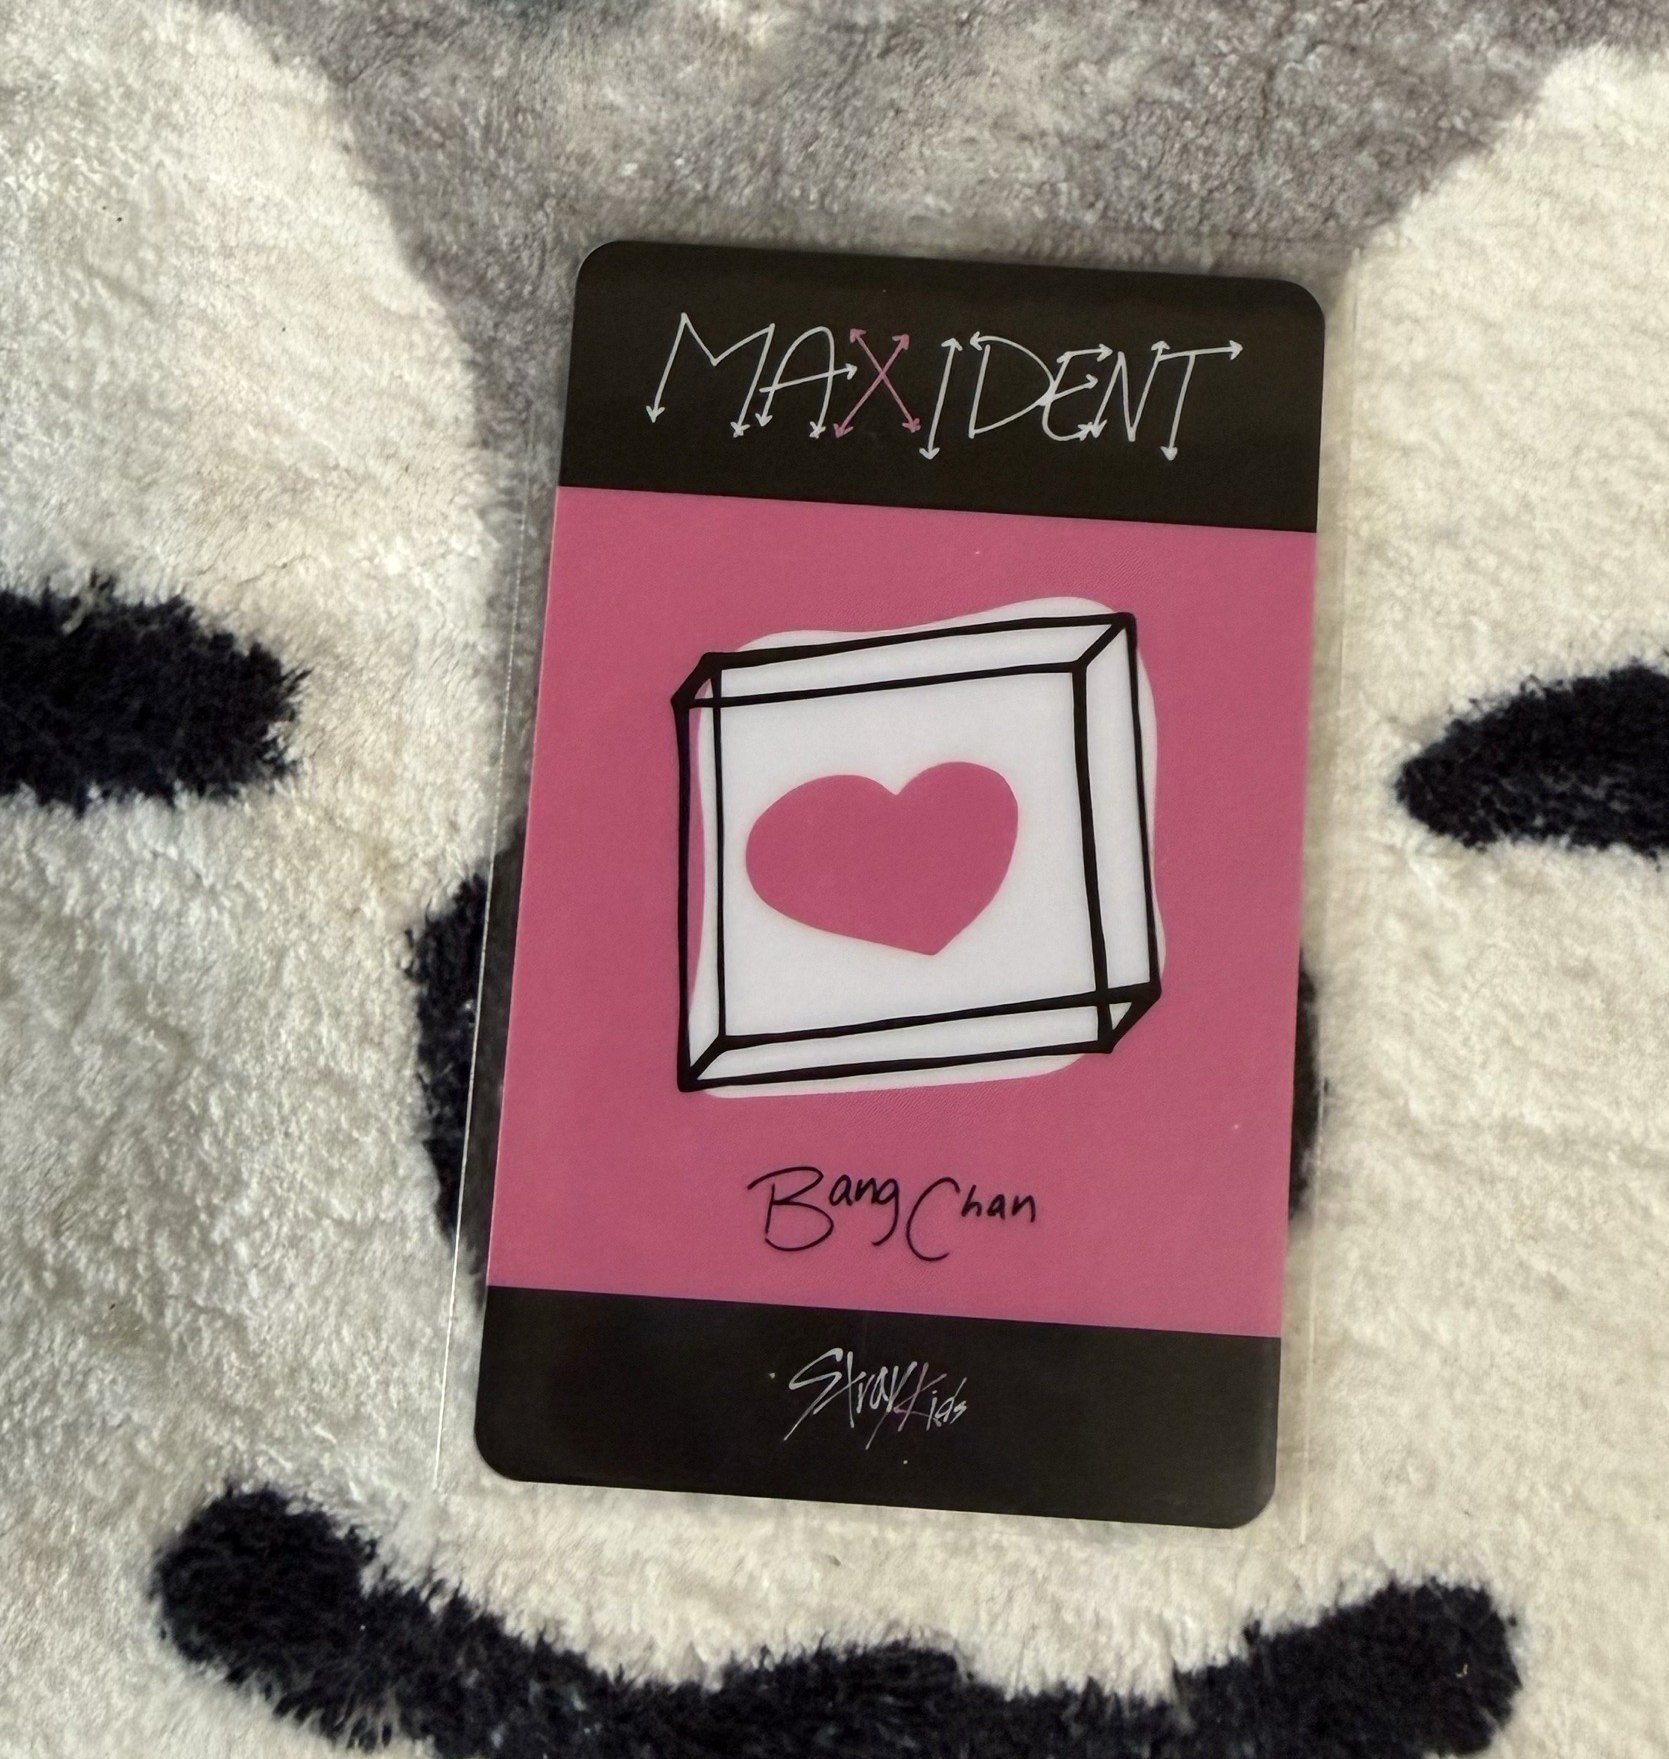 MAXIDENT
Bang Chan
Stray Kids